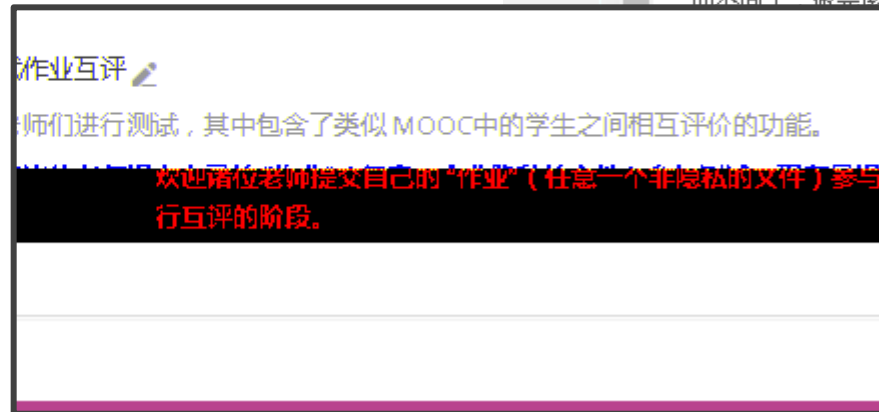 作业互评
师们进行测试，其中包含了类似MOOC中的学生之间相互评价的功能。
欢迎诸位老师提交自己的“作业”（任意一个非隐私的文件）参与
行互评的阶段。